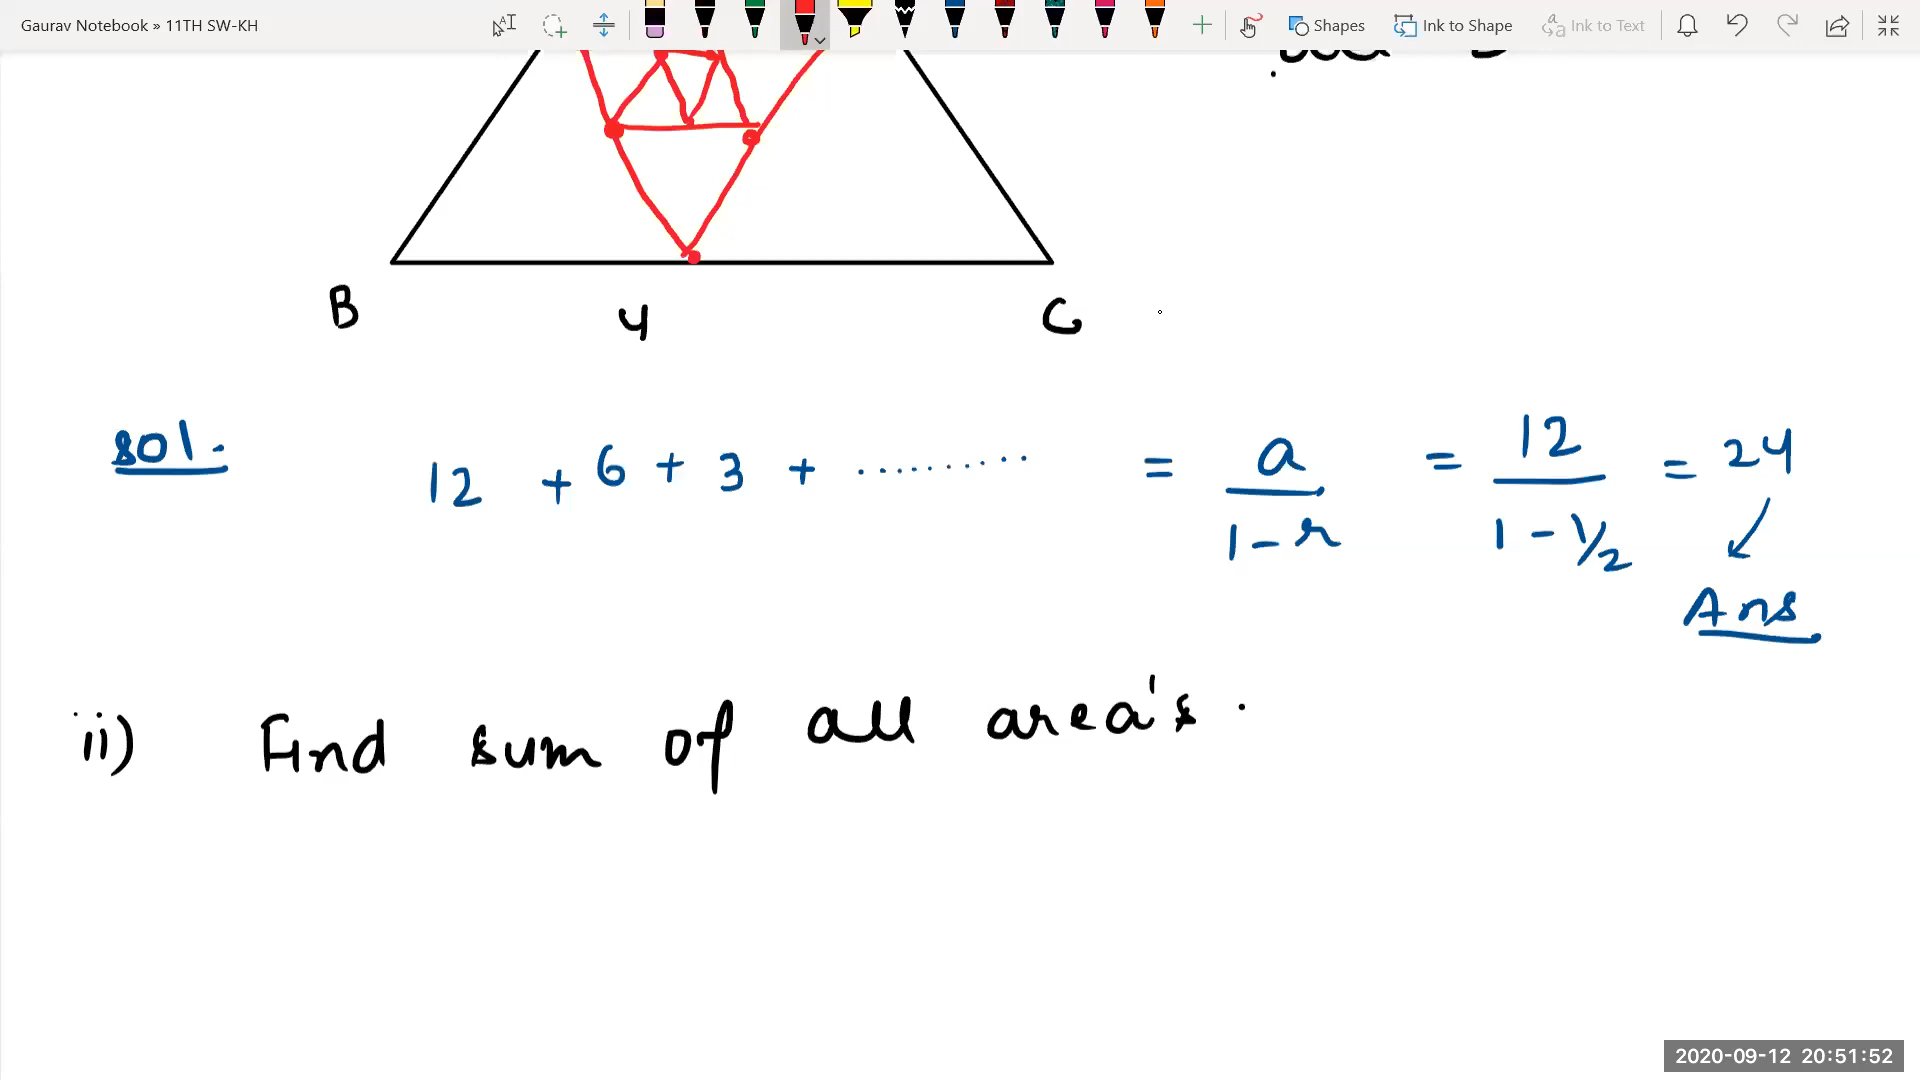 Gaurav Notebook » 11TH SW-KH
Shapes
Ink to Shape
Ink to Text
B
4
C
sol.
12 + 6 + 3 + .......... = a/(1-r) = 12/(1-1/2) = 24
Ans
ii) Find sum of all area's.
2020-09-12 20:51:52